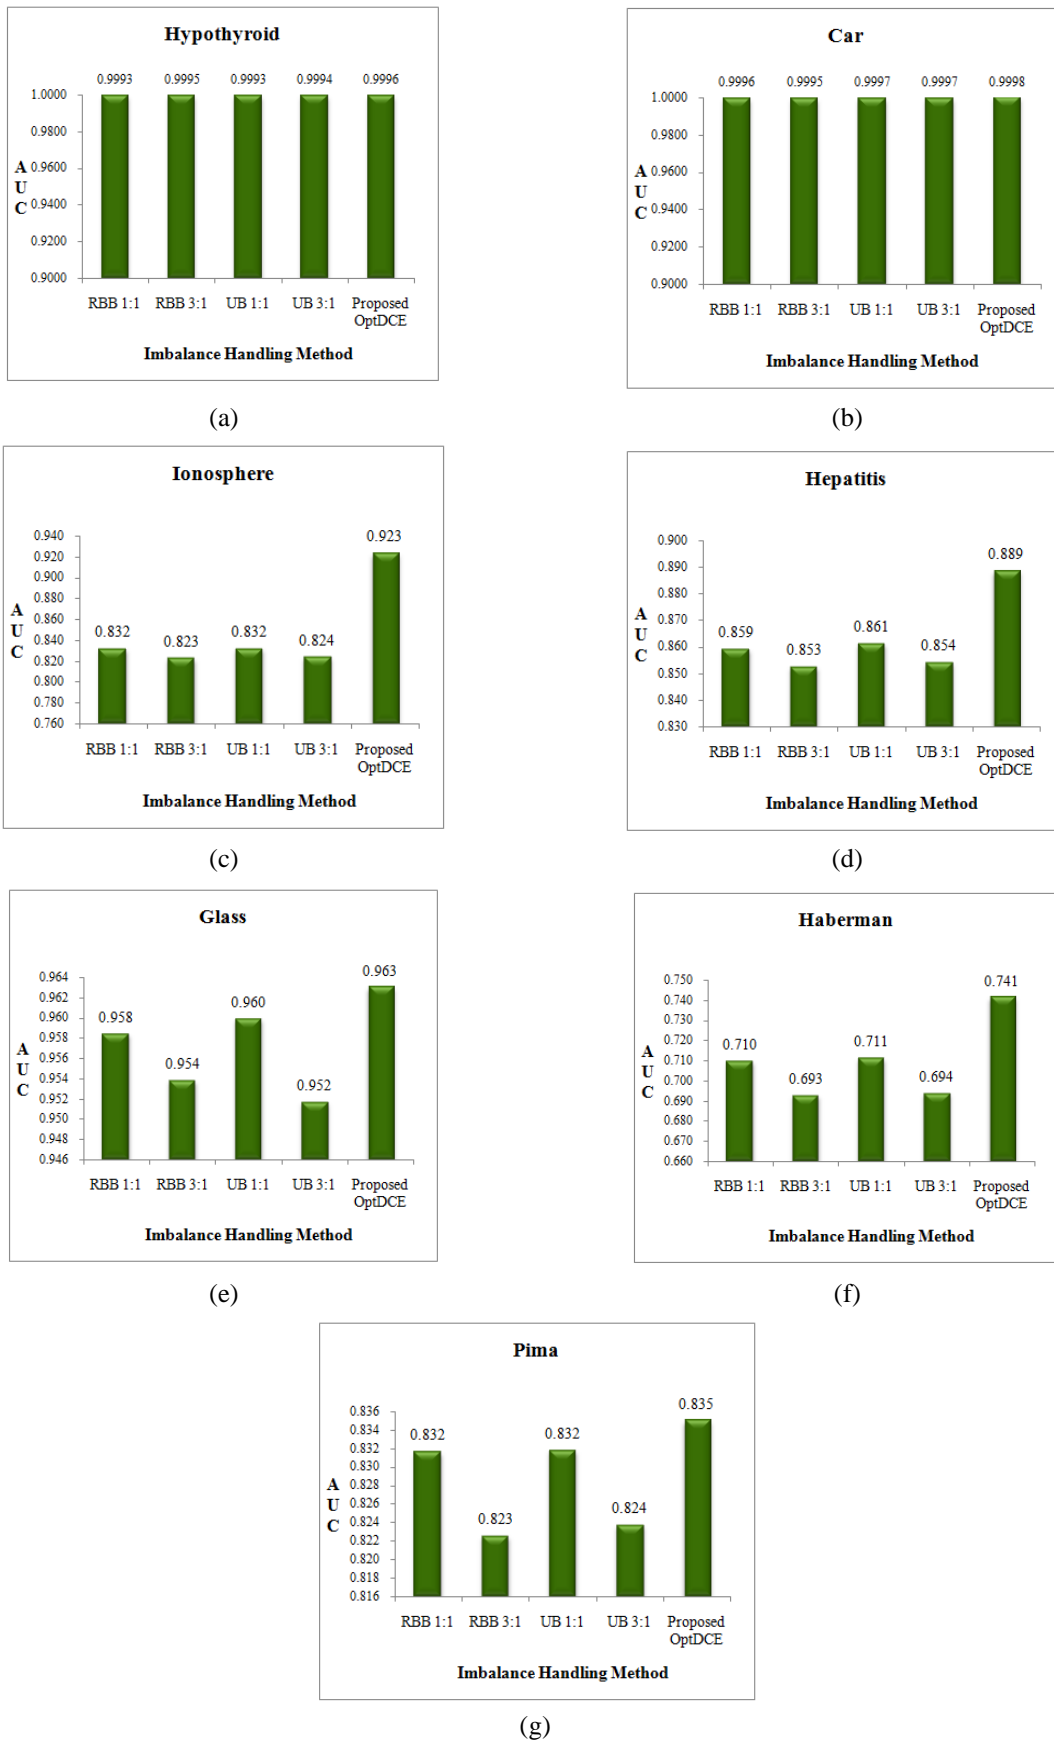 Hypothyroid
0.9993 0.9995 0.9993 0.9994 0.9996
1.0000
0.9800
0.9600
0.9400
0.9200
0.9000
A
U
C
RBB 1:1 RBB 3:1 UB 1:1 UB 3:1 Proposed
OptDCE
Imbalance Handling Method
(a)
Car
0.9996 0.9995 0.9997 0.9997 0.9998
1.0000
0.9800
0.9600
0.9400
0.9200
0.9000
A
U
C
RBB 1:1 RBB 3:1 UB 1:1 UB 3:1 Proposed
OptDCE
Imbalance Handling Method
(b)
Ionosphere
0.940
0.920
0.900
0.880
0.860
0.840
0.820
0.800
0.780
0.760
A
U
C
0.832 0.823 0.832 0.824 0.923
RBB 1:1 RBB 3:1 UB 1:1 UB 3:1 Proposed
OptDCE
Imbalance Handling Method
(c)
Hepatitis
0.900
0.890
0.880
0.870
0.860
0.850
0.840
0.830
A
U
C
0.859 0.853 0.861 0.854 0.889
RBB 1:1 RBB 3:1 UB 1:1 UB 3:1 Proposed
OptDCE
Imbalance Handling Method
(d)
Glass
0.964
0.962
0.960
0.958
0.956
0.954
0.952
0.950
0.948
0.946
A
U
C
0.958 0.954 0.960 0.952 0.963
RBB 1:1 RBB 3:1 UB 1:1 UB 3:1 Proposed
OptDCE
Imbalance Handling Method
(e)
Haberman
0.750
0.740
0.730
0.720
0.710
0.700
0.690
0.680
0.670
0.660
A
U
C
0.710 0.693 0.711 0.694 0.741
RBB 1:1 RBB 3:1 UB 1:1 UB 3:1 Proposed
OptDCE
Imbalance Handling Method
(f)
Pima
0.836
0.834
0.832
0.830
0.828
0.826
0.824
0.822
0.820
0.818
0.816
A
U
C
0.832 0.823 0.832 0.824 0.835
RBB 1:1 RBB 3:1 UB 1:1 UB 3:1 Proposed
OptDCE
Imbalance Handling Method
(g)